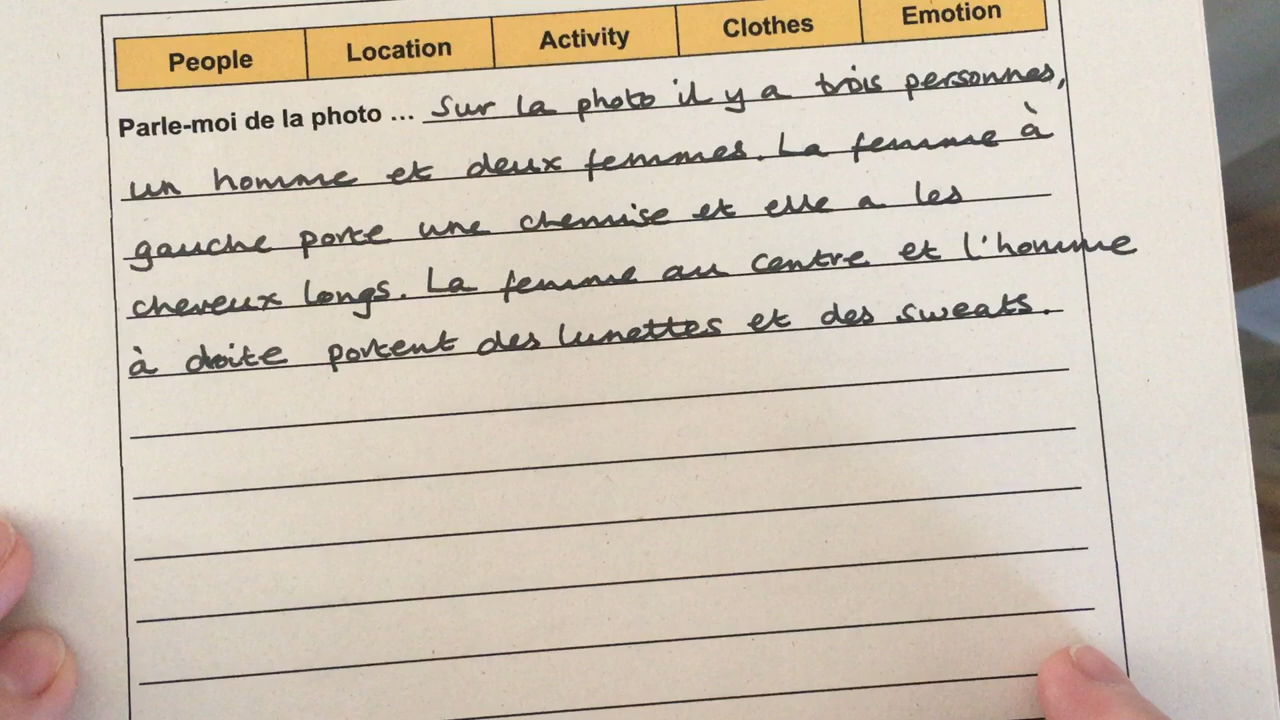 People Location Activity Clothes Emotion
Parle-moi de la photo ... Sur la photo il y a trois personnes,
un homme et deux femmes. La femme à
gauche porte une chemise et elle a les
cheveux longs. La femme au centre et l'homme
à droite portent des lunettes et des sweats.